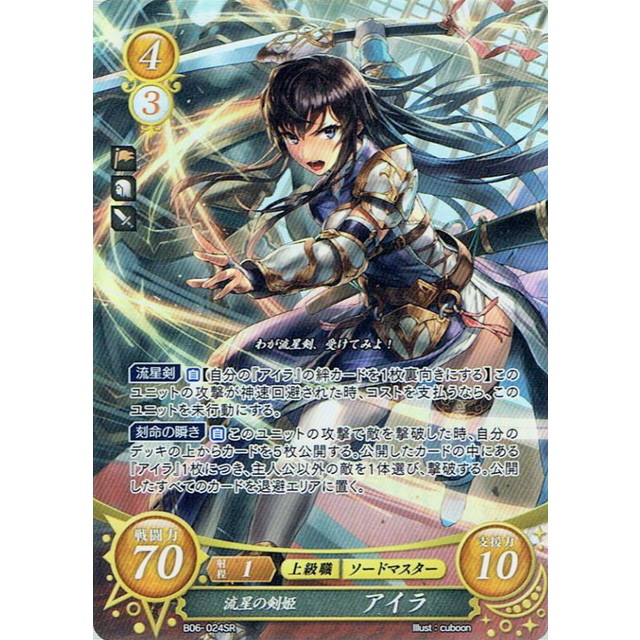 4
3
わが流星剣、受けてみよ!
流星剣 自【自分の『アイラ』の絆カードを1枚裏向きにする】この
ユニットの攻撃が神速回避された時、コストを支払うなら、この
ユニットを未行動にする。
刻命の瞬き 自このユニットの攻撃で敵を撃破した時、自分の
デッキの上からカードを5枚公開する。公開したカードの中にある
『アイラ』1枚につき、主人公以外の敵を1体選び、撃破する。公開
したすべてのカードを退避エリアに置く。
戦闘力
70
射程 1
上級職 ソードマスター
支援力
10
流星の剣姫 アイラ
B06-024SR
Illust:cuboon